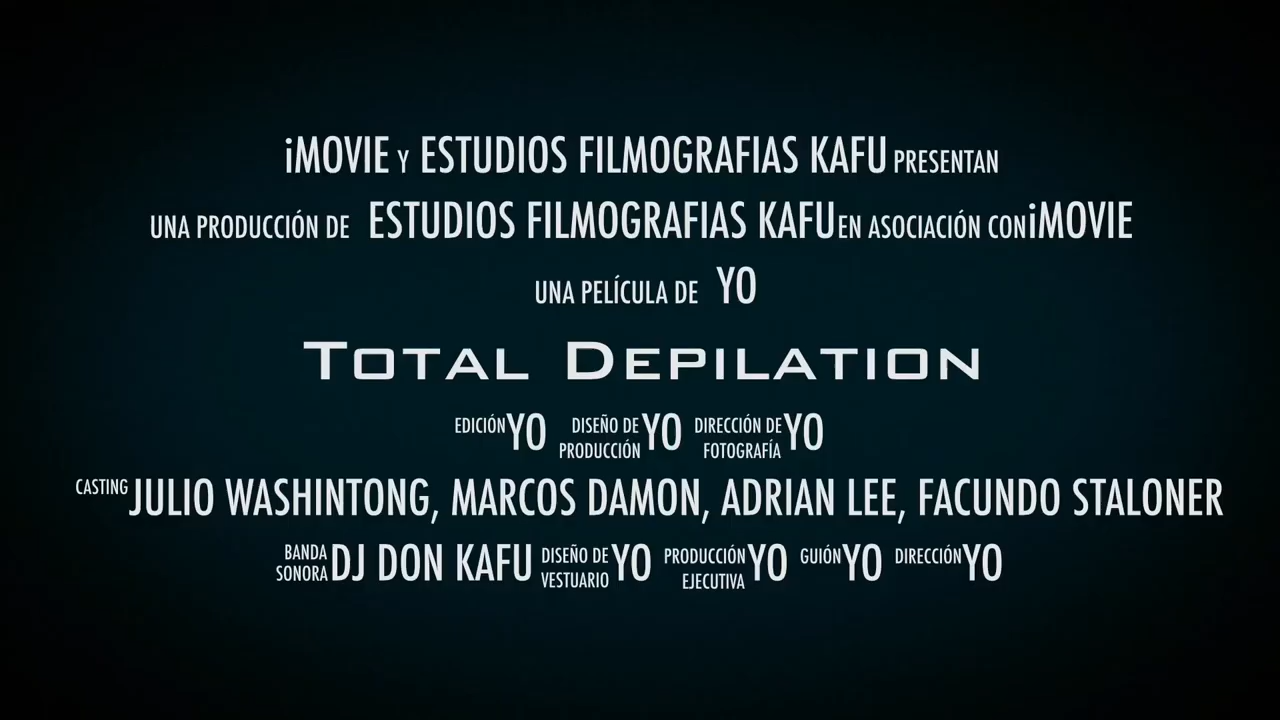 iMOVIE Y ESTUDIOS FILMOGRAFIAS KAFU PRESENTAN
UNA PRODUCCIÓN DE ESTUDIOS FILMOGRAFIAS KAFU EN ASOCIACIÓN CON iMOVIE
UNA PELÍCULA DE YO
TOTAL DEPILATION
EDICIÓN YO DISEÑO DE PRODUCCIÓN YO DIRECCIÓN DE FOTOGRAFÍA YO
CASTING JULIO WASHINTONG, MARCOS DAMON, ADRIAN LEE, FACUNDO STALONER
BANDA SONORA DJ DON KAFU DISEÑO DE VESTUARIO YO PRODUCCIÓN EJECUTIVA YO GUIÓN YO DIRECCIÓN YO